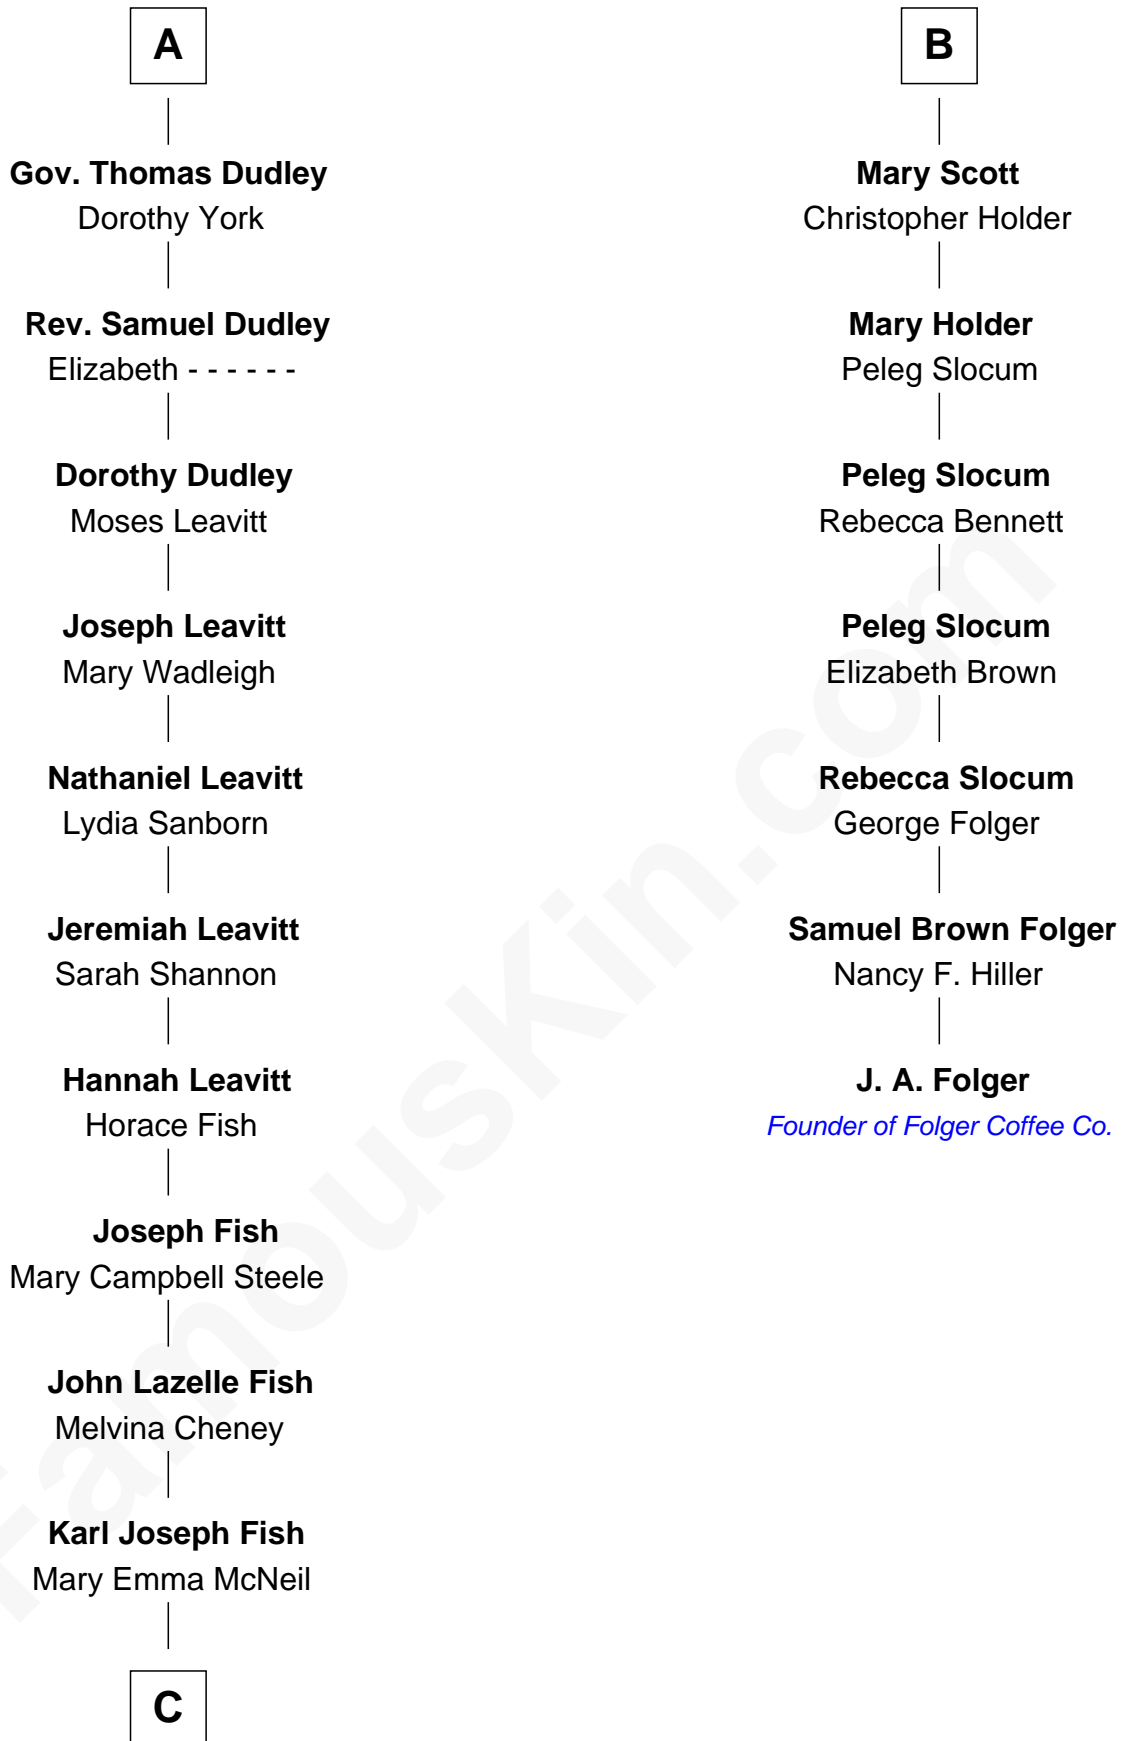 A
Gov. Thomas Dudley
Dorothy York
Rev. Samuel Dudley
Elizabeth - - - - - -
Dorothy Dudley
Moses Leavitt
Joseph Leavitt
Mary Wadleigh
Nathaniel Leavitt
Lydia Sanborn
Jeremiah Leavitt
Sarah Shannon
Hannah Leavitt
Horace Fish
Joseph Fish
Mary Campbell Steele
John Lazelle Fish
Melvina Cheney
Karl Joseph Fish
Mary Emma McNeil
C
B
Mary Scott
Christopher Holder
Mary Holder
Peleg Slocum
Peleg Slocum
Rebecca Bennett
Peleg Slocum
Elizabeth Brown
Rebecca Slocum
George Folger
Samuel Brown Folger
Nancy F. Hiller
J. A. Folger
Founder of Folger Coffee Co.
FamousKin.com